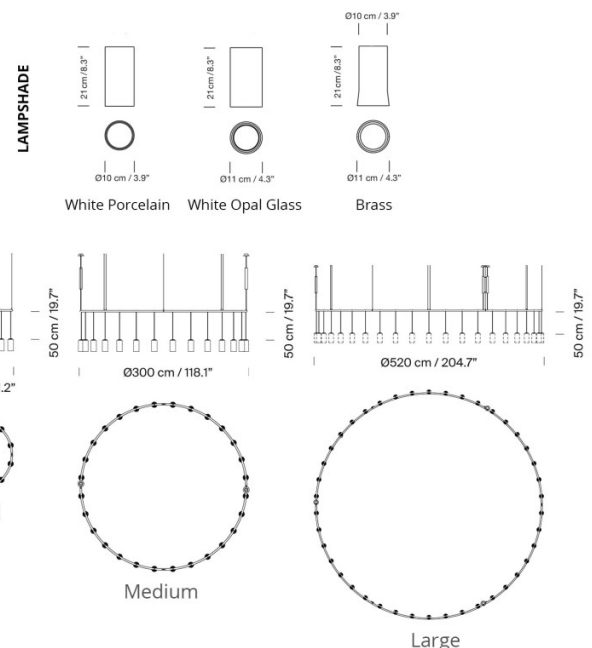 LAMPSHADE
Ø10 cm / 3.9"
21 cm/8.3"
21 cm/8.3"
21 cm/8.3"
Ø10 cm / 3.9"
Ø11 cm / 4.3"
Ø11 cm / 4.3"
White Porcelain
White Opal Glass
Brass
50 cm / 19.7"
50 cm / 19.7"
50 cm / 19.7"
.2"
Ø300 cm / 118.1"
Ø520 cm / 204.7"
Medium
Large